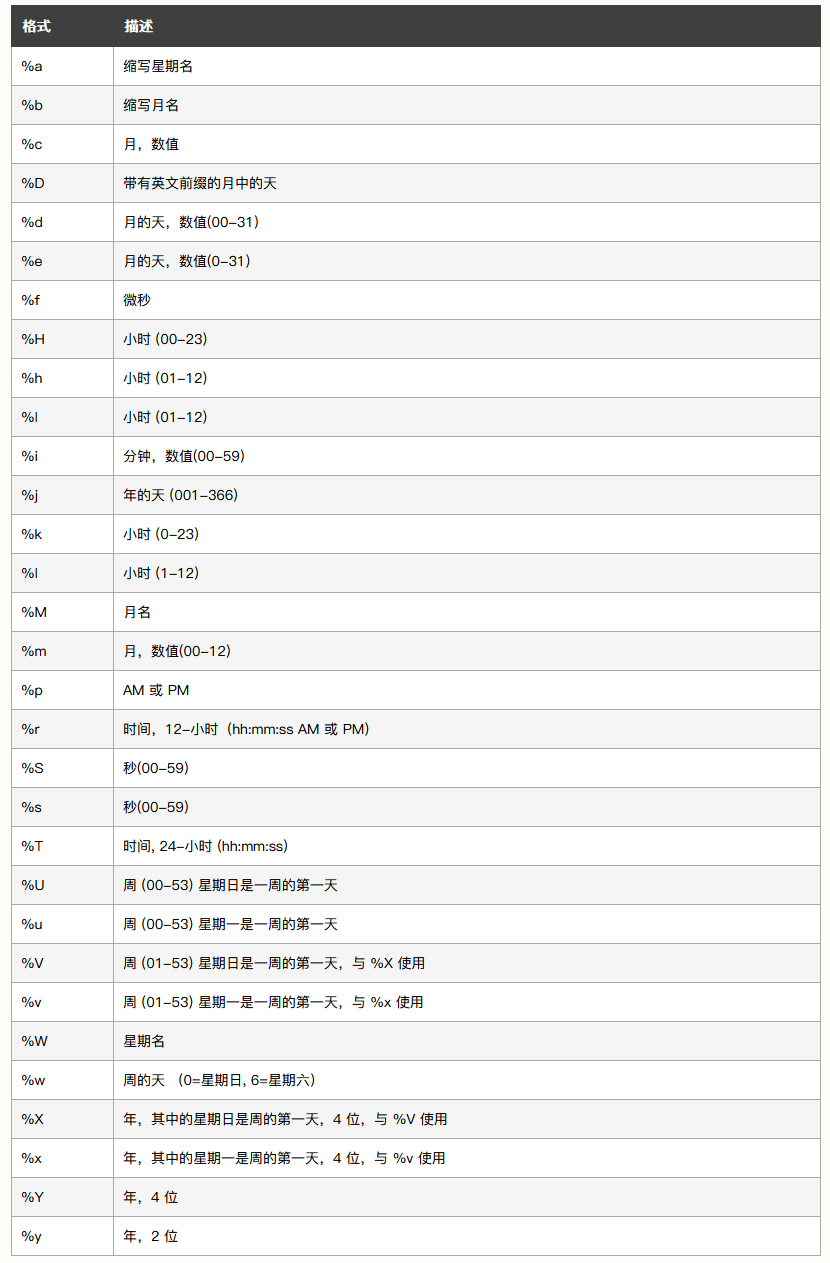 格式 描述
%a 缩写星期名
%b 缩写月名
%c 月，数值
%D 带有英文前缀的月中的天
%d 月的天，数值(00-31)
%e 月的天，数值(0-31)
%f 微秒
%H 小时 (00-23)
%h 小时 (01-12)
%I 小时 (01-12)
%i 分钟，数值(00-59)
%j 年的天 (001-366)
%k 小时 (0-23)
%l 小时 (1-12)
%M 月名
%m 月，数值(00-12)
%p AM 或 PM
%r 时间，12-小时（hh:mm:ss AM 或 PM）
%S 秒(00-59)
%s 秒(00-59)
%T 时间, 24-小时 (hh:mm:ss)
%U 周 (00-53) 星期日是一周的第一天
%u 周 (00-53) 星期一是一周的第一天
%V 周 (01-53) 星期日是一周的第一天，与 %X 使用
%v 周 (01-53) 星期一是一周的第一天，与 %x 使用
%W 星期名
%w 周的天 （0=星期日, 6=星期六）
%X 年，其中的星期日是周的第一天，4 位，与 %V 使用
%x 年，其中的星期一是周的第一天，4 位，与 %v 使用
%Y 年，4 位
%y 年，2 位